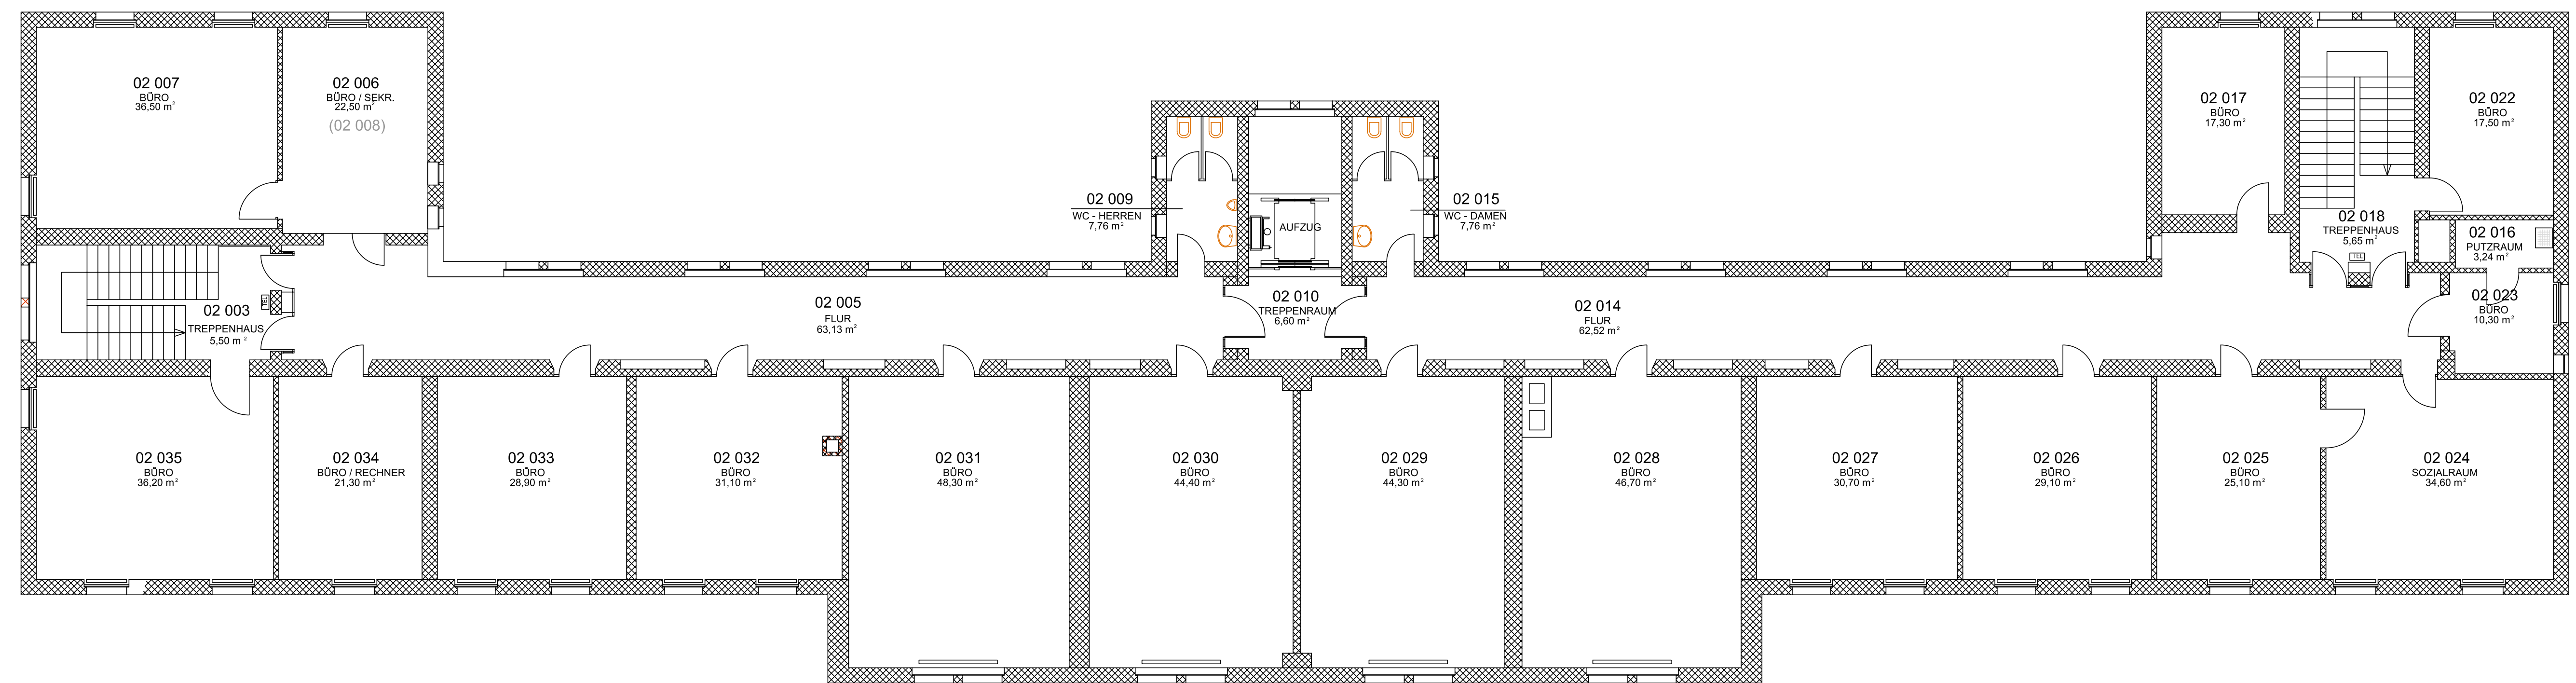 02 007
BÜRO
36,50 m²
02 006
BÜRO / SEKR.
22,50 m²
(02 008)
02 009
WC - HERREN
7,76 m²
AUFZUG
02 015
WC - DAMEN
7,76 m²
02 017
BÜRO
17,30 m²
02 022
BÜRO
17,50 m²
02 018
TREPPENHAUS
5,65 m²
TEL
02 016
PUTZRAUM
3,24 m²
02 003
TREPPENHAUS
5,50 m²
TEL
02 005
FLUR
63,13 m²
02 010
TREPPENRAUM
6,60 m²
02 014
FLUR
62,52 m²
02 023
BÜRO
10,30 m²
02 035
BÜRO
36,20 m²
02 034
BÜRO / RECHNER
21,30 m²
02 033
BÜRO
28,90 m²
02 032
BÜRO
31,10 m²
02 031
BÜRO
48,30 m²
02 030
BÜRO
44,40 m²
02 029
BÜRO
44,30 m²
02 028
BÜRO
46,70 m²
02 027
BÜRO
30,70 m²
02 026
BÜRO
29,10 m²
02 025
BÜRO
25,10 m²
02 024
SOZIALRAUM
34,60 m²